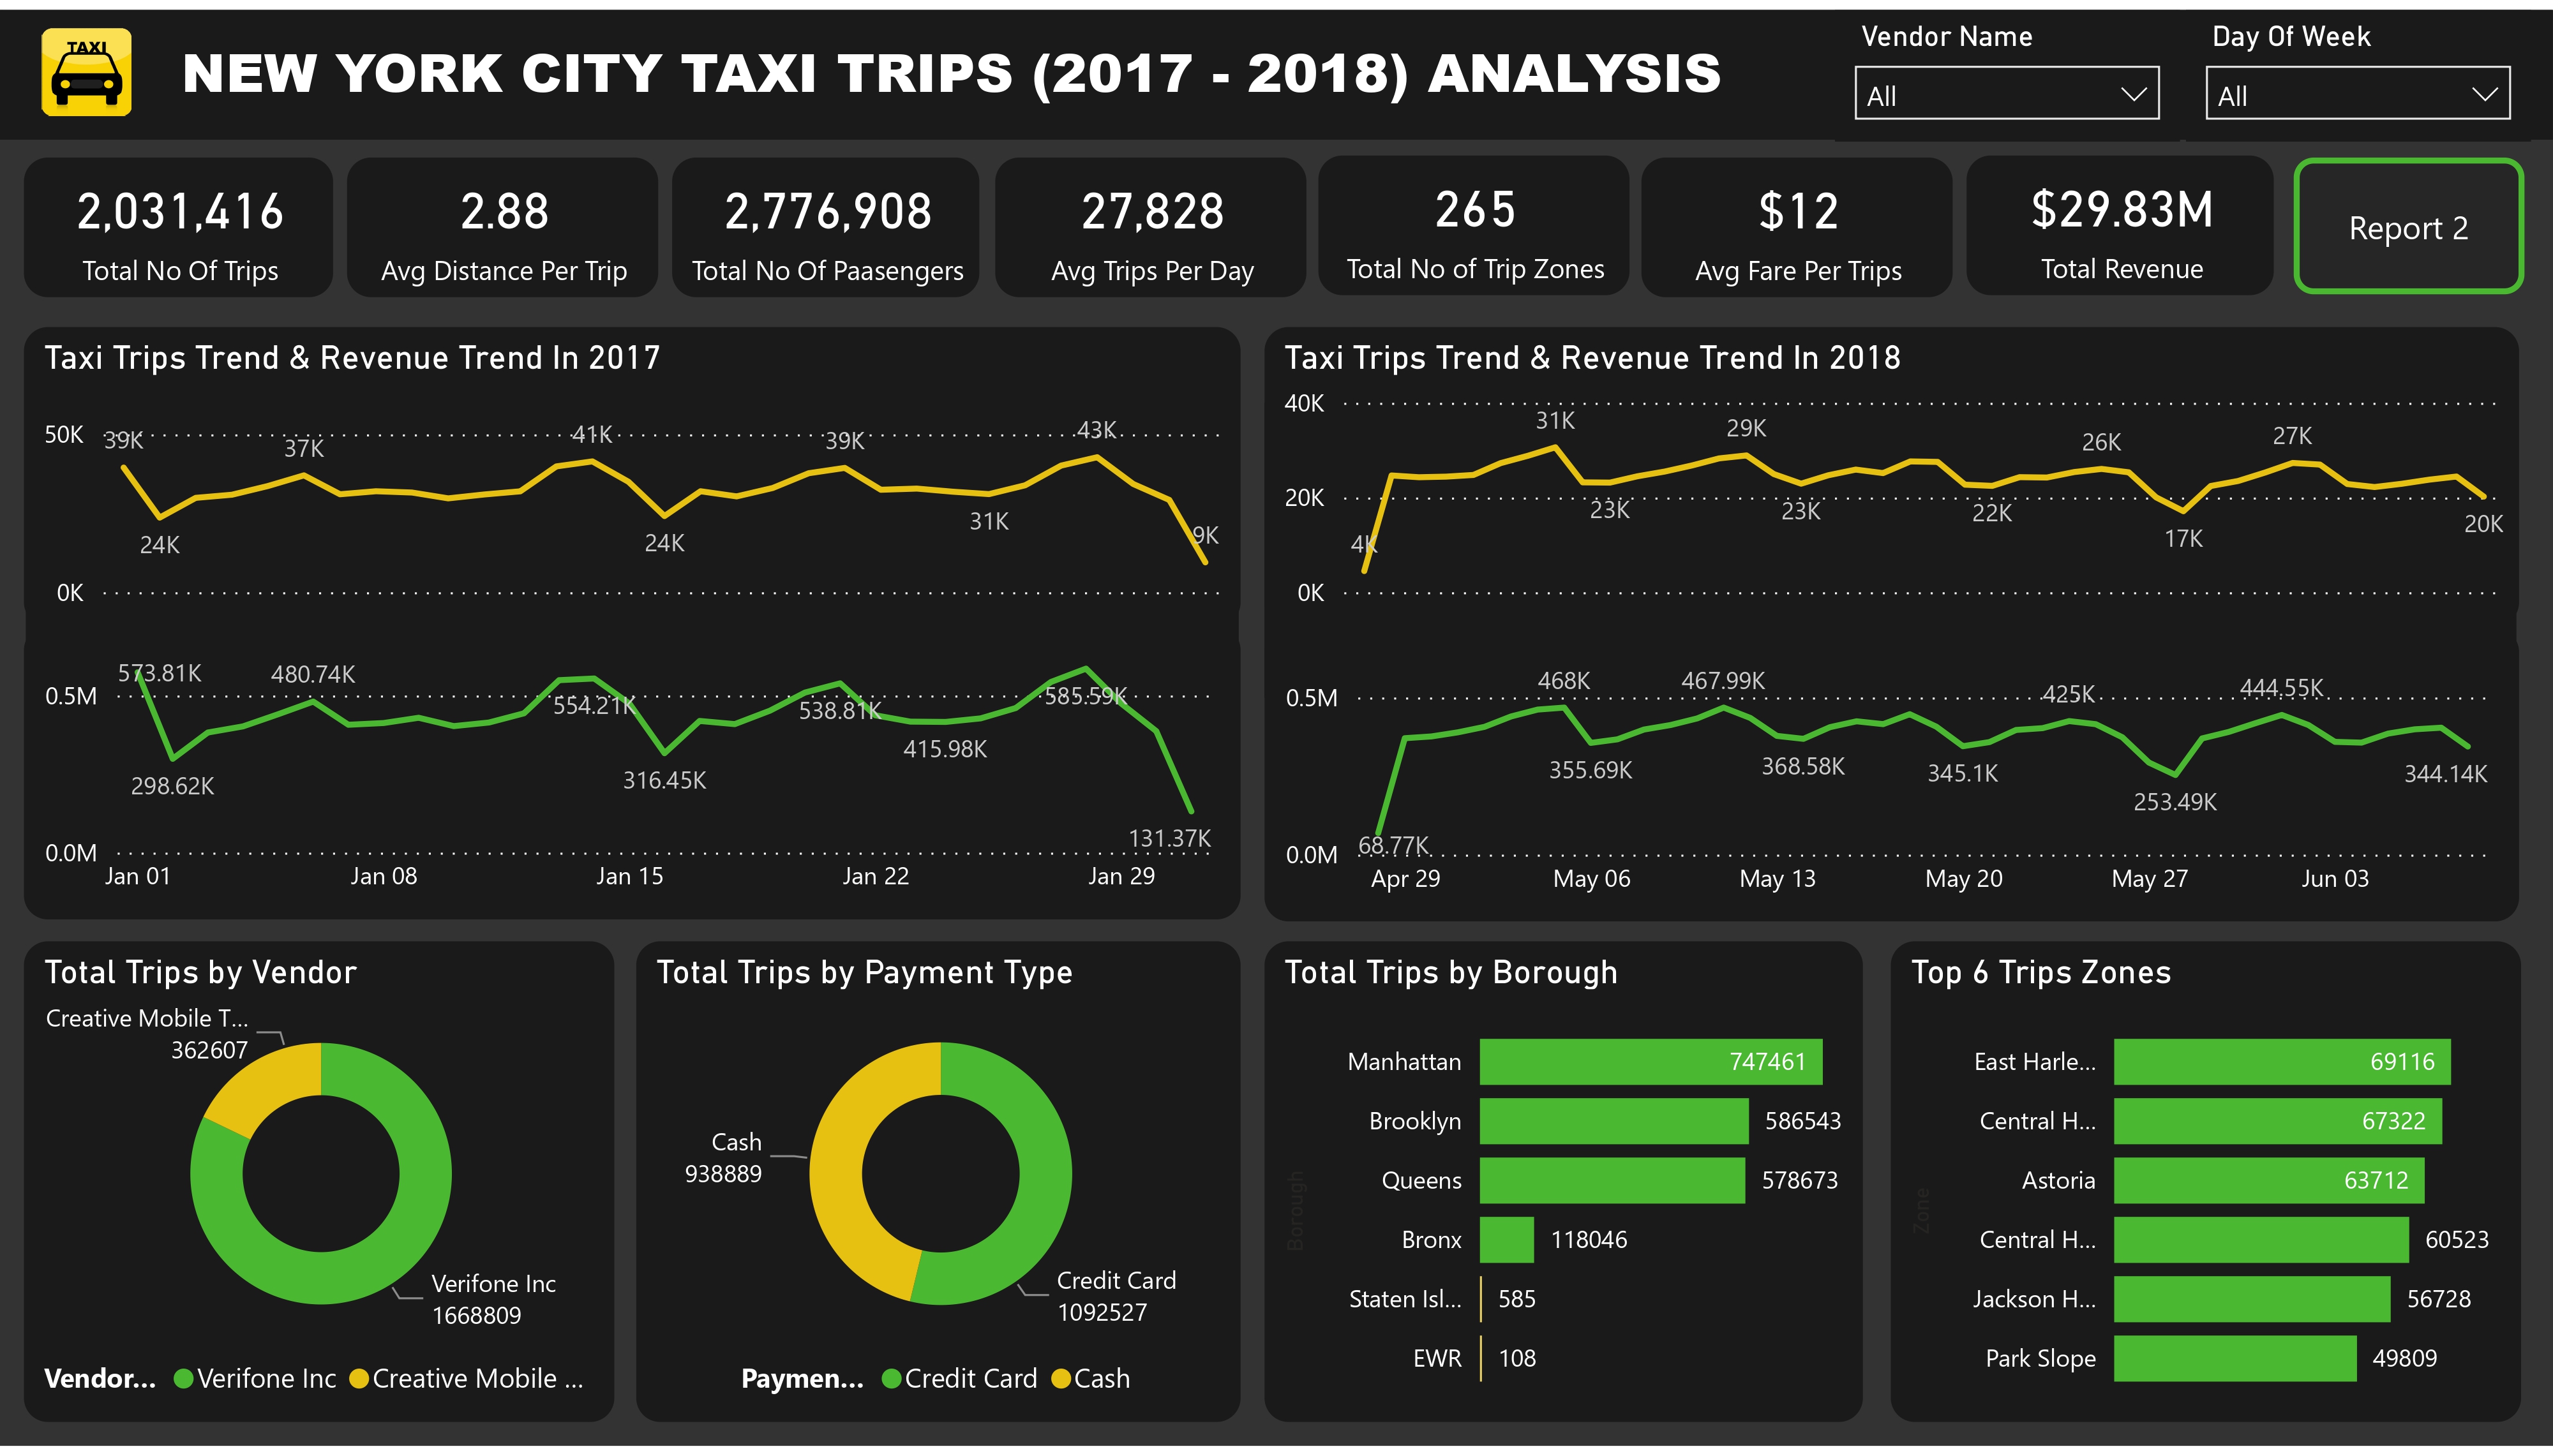 TAXI
NEW YORK CITY TAXI TRIPS (2017 - 2018) ANALYSIS
Vendor Name
All
Day Of Week
All
2,031,416
Total No Of Trips
2.88
Avg Distance Per Trip
2,776,908
Total No Of Paasengers
27,828
Avg Trips Per Day
265
Total No of Trip Zones
$12
Avg Fare Per Trips
$29.83M
Total Revenue
Report 2
Taxi Trips Trend & Revenue Trend In 2017
50K
0K
39K
24K
37K
41K
24K
39K
31K
43K
9K
0.5M
0.0M
573.81K
298.62K
480.74K
554.21K
316.45K
538.81K
415.98K
585.59K
131.37K
Jan 01
Jan 08
Jan 15
Jan 22
Jan 29
Taxi Trips Trend & Revenue Trend In 2018
40K
20K
0K
4K
31K
23K
29K
23K
22K
26K
17K
27K
20K
0.5M
0.0M
68.77K
468K
355.69K
467.99K
368.58K
345.1K
425K
253.49K
444.55K
344.14K
Apr 29
May 06
May 13
May 20
May 27
Jun 03
Total Trips by Vendor
Creative Mobile T...
362607
Verifone Inc
1668809
Vendor... Verifone Inc Creative Mobile ...
Total Trips by Payment Type
Cash
938889
Credit Card
1092527
Paymen... Credit Card Cash
Total Trips by Borough
Borough
Manhattan 747461
Brooklyn 586543
Queens 578673
Bronx 118046
Staten Isl... 585
EWR 108
Top 6 Trips Zones
Zone
East Harle... 69116
Central H... 67322
Astoria 63712
Central H... 60523
Jackson H... 56728
Park Slope 49809